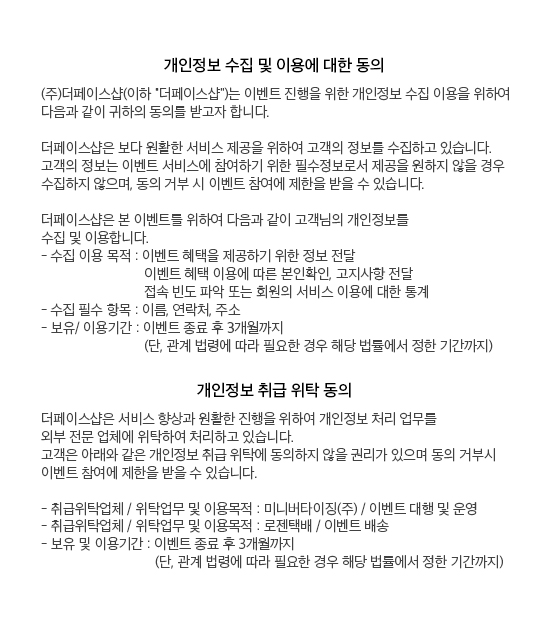 개인정보 수집 및 이용에 대한 동의
(주)더페이스샵(이하 "더페이스샵")는 이벤트 진행을 위한 개인정보 수집 이용을 위하여
다음과 같이 귀하의 동의를 받고자 합니다.
더페이스샵은 보다 원활한 서비스 제공을 위하여 고객의 정보를 수집하고 있습니다.
고객의 정보는 이벤트 서비스에 참여하기 위한 필수정보로서 제공을 원하지 않을 경우
수집하지 않으며, 동의 거부 시 이벤트 참여에 제한을 받을 수 있습니다.
더페이스샵은 본 이벤트를 위하여 다음과 같이 고객님의 개인정보를
수집 및 이용합니다.
- 수집 이용 목적 : 이벤트 혜택을 제공하기 위한 정보 전달
이벤트 혜택 이용에 따른 본인확인, 고지사항 전달
접속 빈도 파악 또는 회원의 서비스 이용에 대한 통계
- 수집 필수 항목 : 이름, 연락처, 주소
- 보유/ 이용기간 : 이벤트 종료 후 3개월까지
(단, 관계 법령에 따라 필요한 경우 해당 법률에서 정한 기간까지)
개인정보 취급 위탁 동의
더페이스샵은 서비스 향상과 원활한 진행을 위하여 개인정보 처리 업무를
외부 전문 업체에 위탁하여 처리하고 있습니다.
고객은 아래와 같은 개인정보 취급 위탁에 동의하지 않을 권리가 있으며 동의 거부시
이벤트 참여에 제한을 받을 수 있습니다.
- 취급위탁업체 / 위탁업무 및 이용목적 : 미니버타이징(주) / 이벤트 대행 및 운영
- 취급위탁업체 / 위탁업무 및 이용목적 : 로젠택배 / 이벤트 배송
- 보유 및 이용기간 : 이벤트 종료 후 3개월까지
(단, 관계 법령에 따라 필요한 경우 해당 법률에서 정한 기간까지)